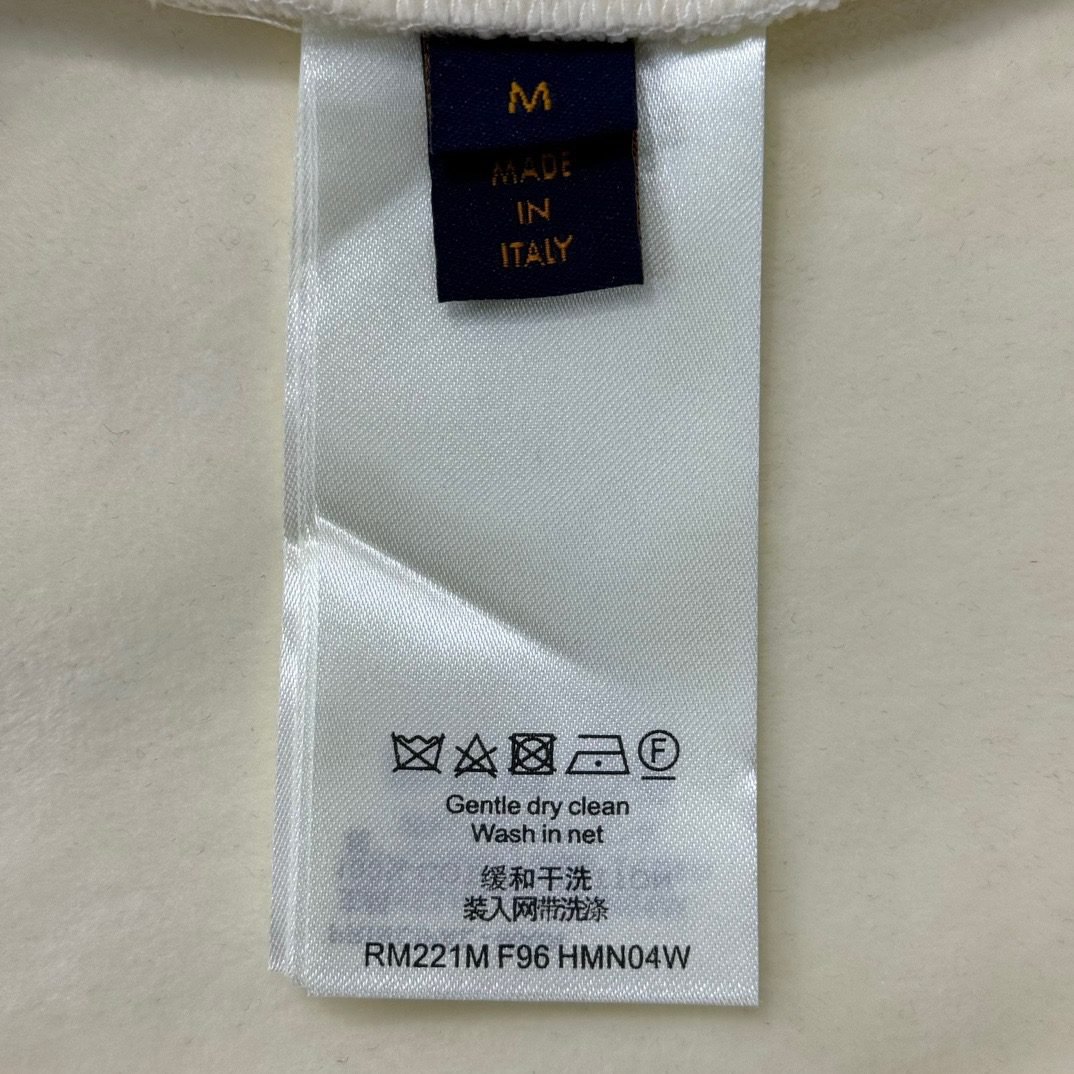 M
MADE
IN
ITALY
F
Gentle dry clean
Wash in net
缓和干洗
装入网带洗涤
RM221M F96 HMN04W